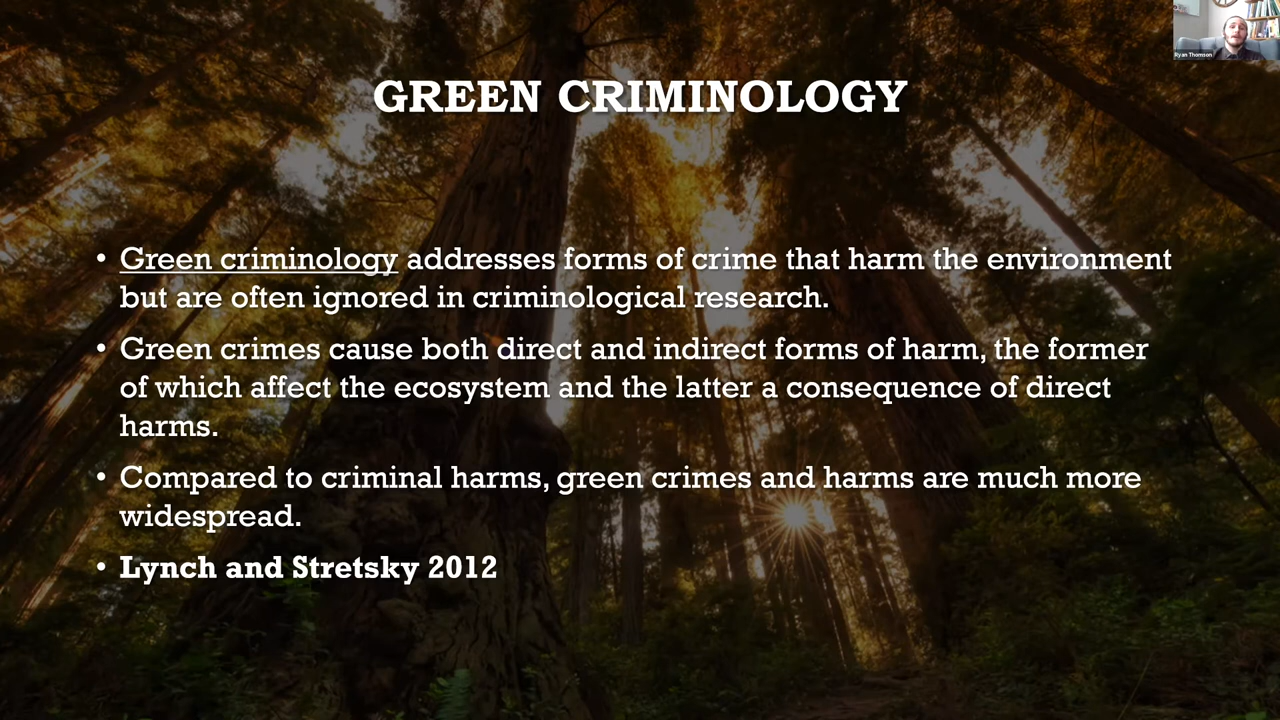 Ryan Thomson
GREEN CRIMINOLOGY
• Green criminology addresses forms of crime that harm the environment
but are often ignored in criminological research.
• Green crimes cause both direct and indirect forms of harm, the former
of which affect the ecosystem and the latter a consequence of direct
harms.
• Compared to criminal harms, green crimes and harms are much more
widespread.
• Lynch and Stretsky 2012